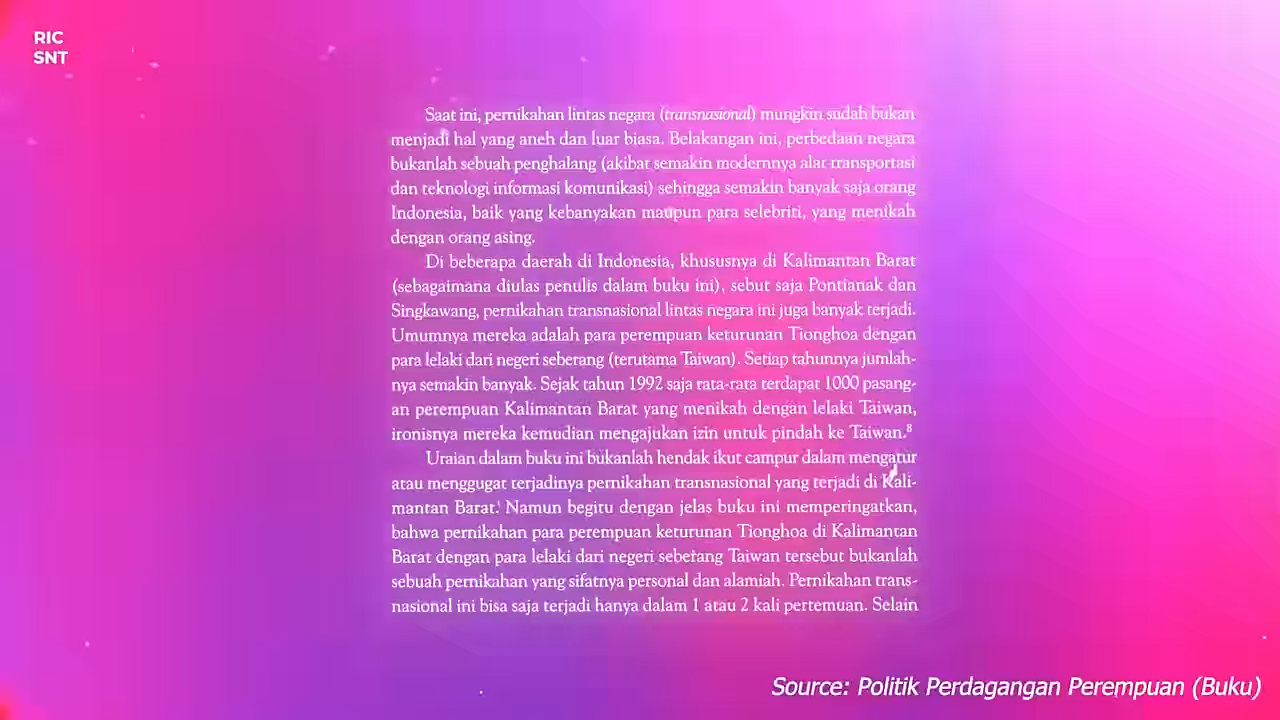 RIC
SNT
Saat ini, pernikahan lintas negara (transnasional) mungkin sudah bukan
menjadi hal yang aneh dan luar biasa. Belakangan ini, perbedaan negara
bukanlah sebuah penghalang (akibat semakin modernnya alat transportasi
dan teknologi informasi komunikasi) sehingga semakin banyak saja orang
Indonesia, baik yang kebanyakan maupun para selebriti, yang menikah
dengan orang asing.
Di beberapa daerah di Indonesia, khususnya di Kalimantan Barat
(sebagaimana diulas penulis dalam buku ini), sebut saja Pontianak dan
Singkawang, pernikahan transnasional lintas negara ini juga banyak terjadi.
Umumnya mereka adalah para perempuan keturunan Tionghoa dengan
para lelaki dari negeri seberang (terutama Taiwan). Setiap tahunnya jumlah-
nya semakin banyak. Sejak tahun 1992 saja rata-rata terdapat 1000 pasang-
an perempuan Kalimantan Barat yang menikah dengan lelaki Taiwan,
ironisnya mereka kemudian mengajukan izin untuk pindah ke Taiwan.⁸
Uraian dalam buku ini bukanlah hendak ikut campur dalam mengatur
atau menggugat terjadinya pernikahan transnasional yang terjadi di Kali-
mantan Barat. Namun begitu dengan jelas buku ini memperingatkan,
bahwa pernikahan para perempuan keturunan Tionghoa di Kalimantan
Barat dengan para lelaki dari negeri seberang Taiwan tersebut bukanlah
sebuah pernikahan yang sifatnya personal dan alamiah. Pernikahan trans-
nasional ini bisa saja terjadi hanya dalam 1 atau 2 kali pertemuan. Selain
Source: Politik Perdagangan Perempuan (Buku)